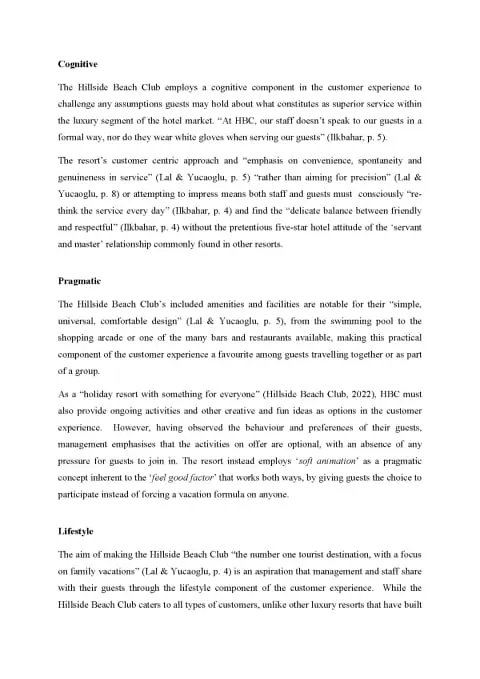 Cognitive
The Hillside Beach Club employs a cognitive component in the customer experience to
challenge any assumptions guests may hold about what constitutes as superior service within
the luxury segment of the hotel market. “At HBC, our staff doesn’t speak to our guests in a
formal way, nor do they wear white gloves when serving our guests” (Ilkbahar, p. 5).
The resort’s customer centric approach and “emphasis on convenience, spontaneity and
genuineness in service” (Lal & Yucaoglu, p. 5) “rather than aiming for precision” (Lal &
Yucaoglu, p. 8) or attempting to impress means both staff and guests must consciously “re-
think the service every day” (Ilkbahar, p. 4) and find the “delicate balance between friendly
and respectful” (Ilkbahar, p. 4) without the pretentious five-star hotel attitude of the ‘servant
and master’ relationship commonly found in other resorts.
Pragmatic
The Hillside Beach Club’s included amenities and facilities are notable for their “simple,
universal, comfortable design” (Lal & Yucaoglu, p. 5), from the swimming pool to the
shopping arcade or one of the many bars and restaurants available, making this practical
component of the customer experience a favourite among guests travelling together or as part
of a group.
As a “holiday resort with something for everyone” (Hillside Beach Club, 2022), HBC must
also provide ongoing activities and other creative and fun ideas as options in the customer
experience. However, having observed the behaviour and preferences of their guests,
management emphasises that the activities on offer are optional, with an absence of any
pressure for guests to join in. The resort instead employs ‘soft animation’ as a pragmatic
concept inherent to the ‘feel good factor’ that works both ways, by giving guests the choice to
participate instead of forcing a vacation formula on anyone.
Lifestyle
The aim of making the Hillside Beach Club “the number one tourist destination, with a focus
on family vacations” (Lal & Yucaoglu, p. 4) is an aspiration that management and staff share
with their guests through the lifestyle component of the customer experience. While the
Hillside Beach Club caters to all types of customers, unlike other luxury resorts that have built